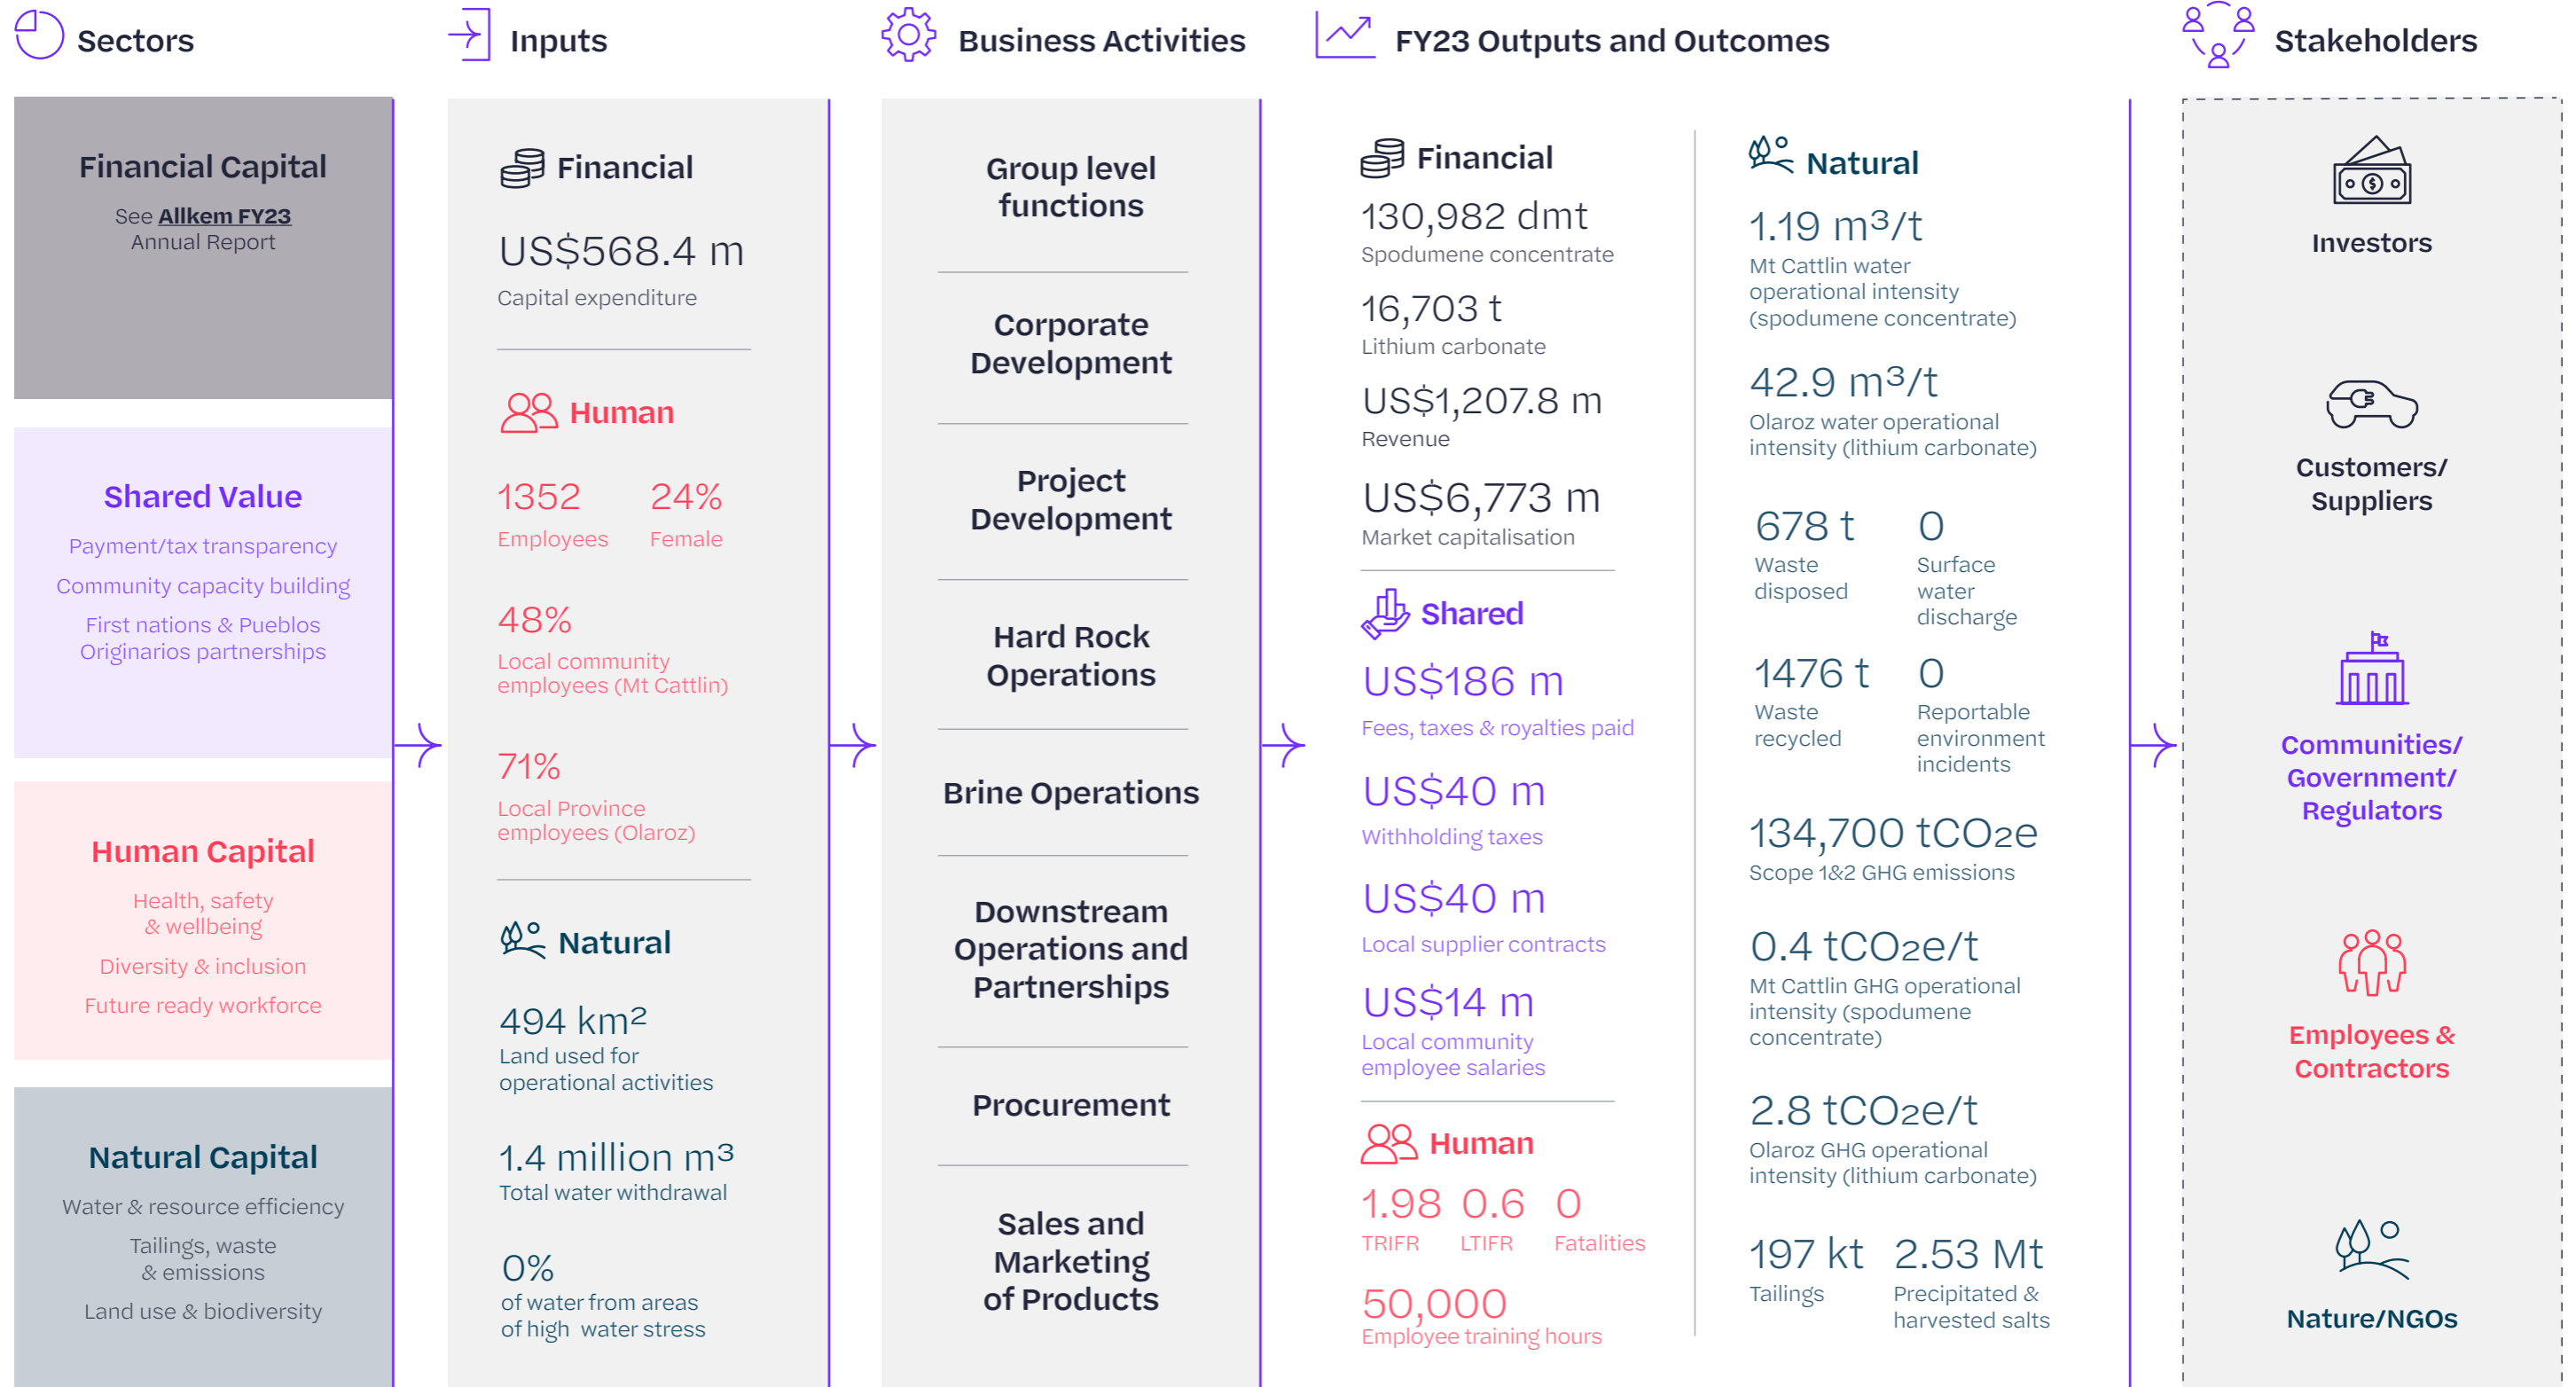 Sectors
Inputs
Business Activities
FY23 Outputs and Outcomes
Stakeholders
Financial Capital
See Allkem FY23
Annual Report
Shared Value
Payment/tax transparency
Community capacity building
First nations & Pueblos
Originarios partnerships
Human Capital
Health, safety
& wellbeing
Diversity & inclusion
Future ready workforce
Natural Capital
Water & resource efficiency
Tailings, waste
& emissions
Land use & biodiversity
Financial
US$568.4 m
Capital expenditure
Human
1352 24%
Employees Female
48%
Local community
employees (Mt Cattlin)
71%
Local Province
employees (Olaroz)
Natural
494 km²
Land used for
operational activities
1.4 million m³
Total water withdrawal
0%
of water from areas
of high water stress
Group level
functions
Corporate
Development
Project
Development
Hard Rock
Operations
Brine Operations
Downstream
Operations and
Partnerships
Procurement
Sales and
Marketing
of Products
Financial
130,982 dmt
Spodumene concentrate
16,703 t
Lithium carbonate
US$1,207.8 m
Revenue
US$6,773 m
Market capitalisation
Shared
US$186 m
Fees, taxes & royalties paid
US$40 m
Withholding taxes
US$40 m
Local supplier contracts
US$14 m
Local community
employee salaries
Human
1.98 0.6 0
TRIFR LTIFR Fatalities
50,000
Employee training hours
Natural
1.19 m³/t
Mt Cattlin water
operational intensity
(spodumene concentrate)
42.9 m³/t
Olaroz water operational
intensity (lithium carbonate)
678 t
Waste
disposed
0
Surface
water
discharge
1476 t
Waste
recycled
0
Reportable
environment
incidents
134,700 tCO2e
Scope 1&2 GHG emissions
0.4 tCO2e/t
Mt Cattlin GHG operational
intensity (spodumene
concentrate)
2.8 tCO2e/t
Olaroz GHG operational
intensity (lithium carbonate)
197 kt
Tailings
2.53 Mt
Precipitated &
harvested salts
Investors
Customers/
Suppliers
Communities/
Government/
Regulators
Employees &
Contractors
Nature/NGOs